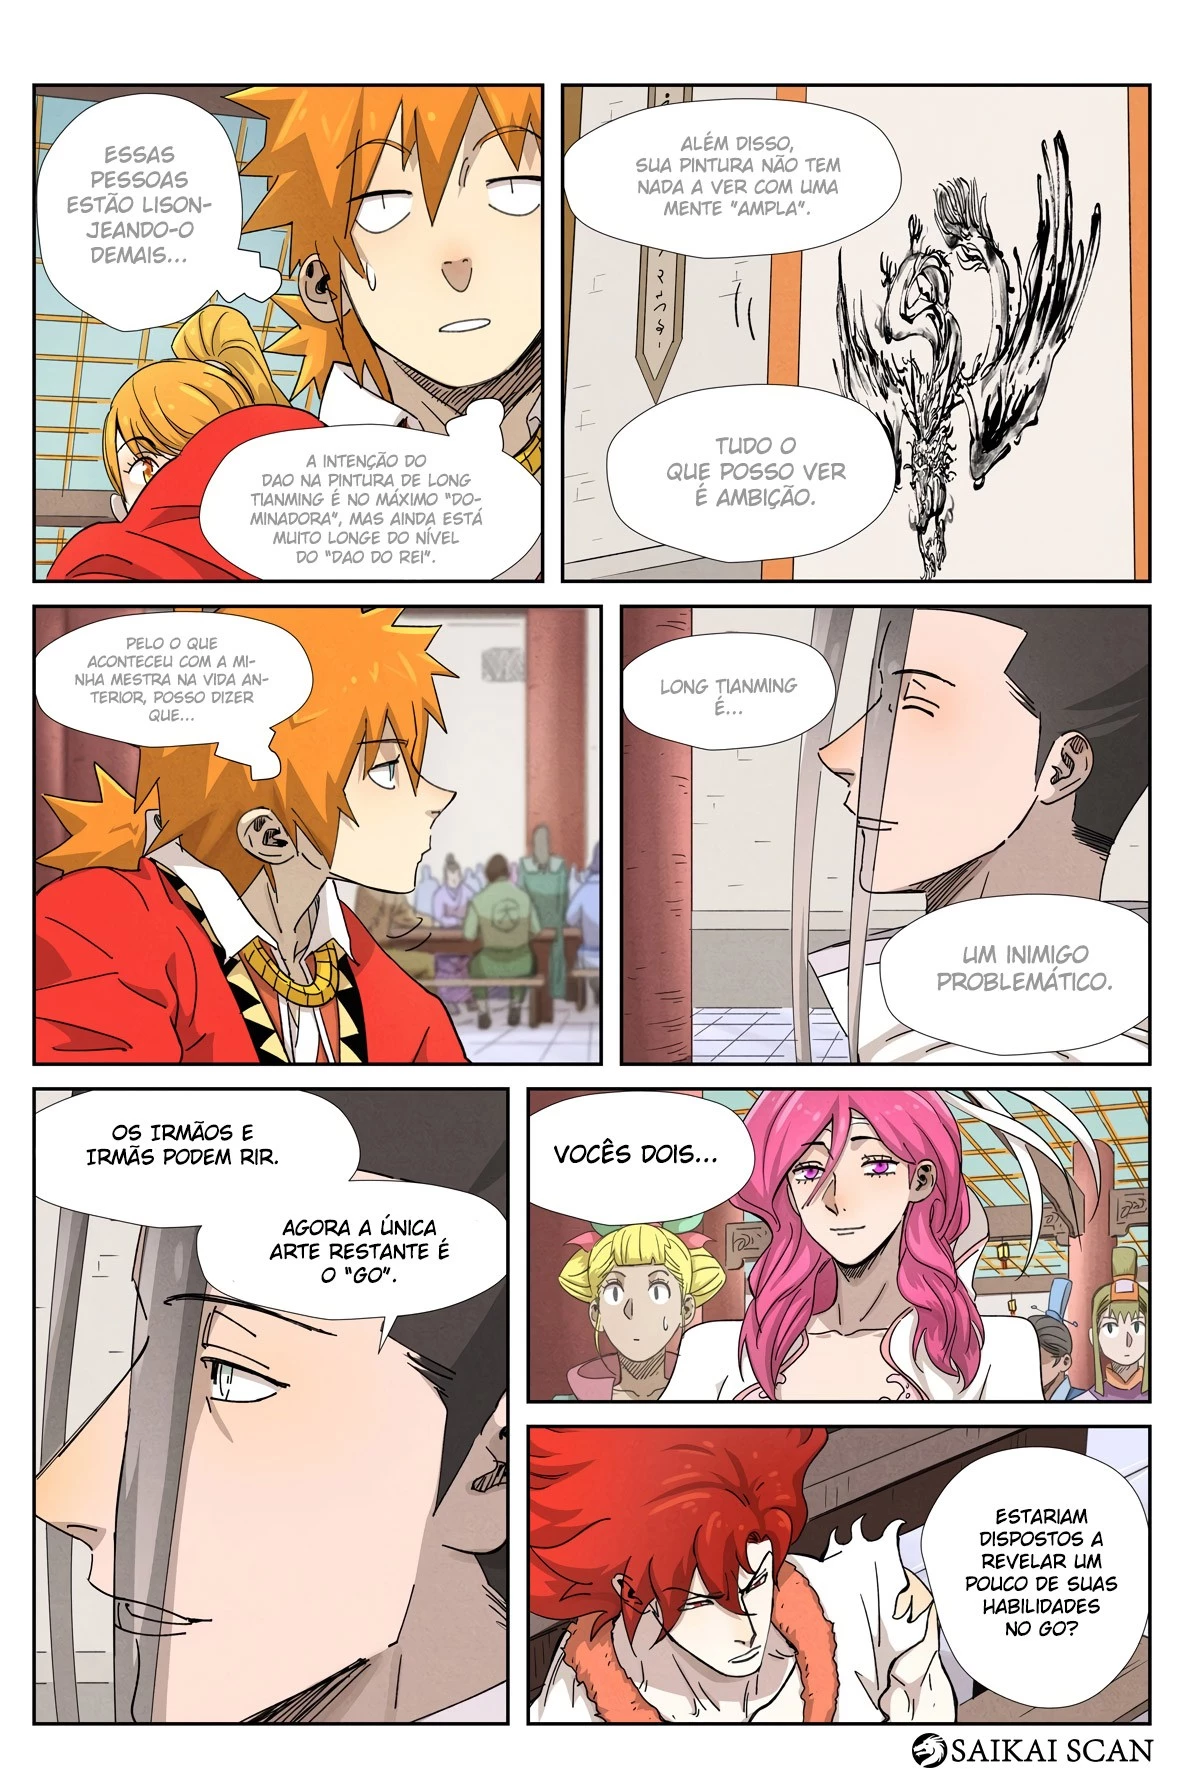 ESSAS
PESSOAS
ESTÃO LISON-
JEANDO-O
DEMAIS...
A INTENÇÃO DO
DAO NA PINTURA DE LONG
TIANMING É NO MÁXIMO "DO-
MINADORA", MAS AINDA ESTÁ
MUITO LONGE DO NÍVEL
DO "DAO DO REI".
ALÉM DISSO,
SUA PINTURA NÃO TEM
NADA A VER COM UMA
MENTE "AMPLA".
TUDO O
QUE POSSO VER
É AMBIÇÃO.
PELO O QUE
ACONTECEU COM A MI-
NHA MESTRA NA VIDA AN-
TERIOR, POSSO DIZER
QUE...
LONG TIANMING
É...
UM INIMIGO
PROBLEMÁTICO.
OS IRMÃOS E
IRMÃS PODEM RIR.
AGORA A ÚNICA
ARTE RESTANTE É
O "GO".
VOCÊS DOIS...
ESTARIAM
DISPOSTOS A
REVELAR UM
POUCO DE SUAS
HABILIDADES
NO GO?
SAIKAI SCAN